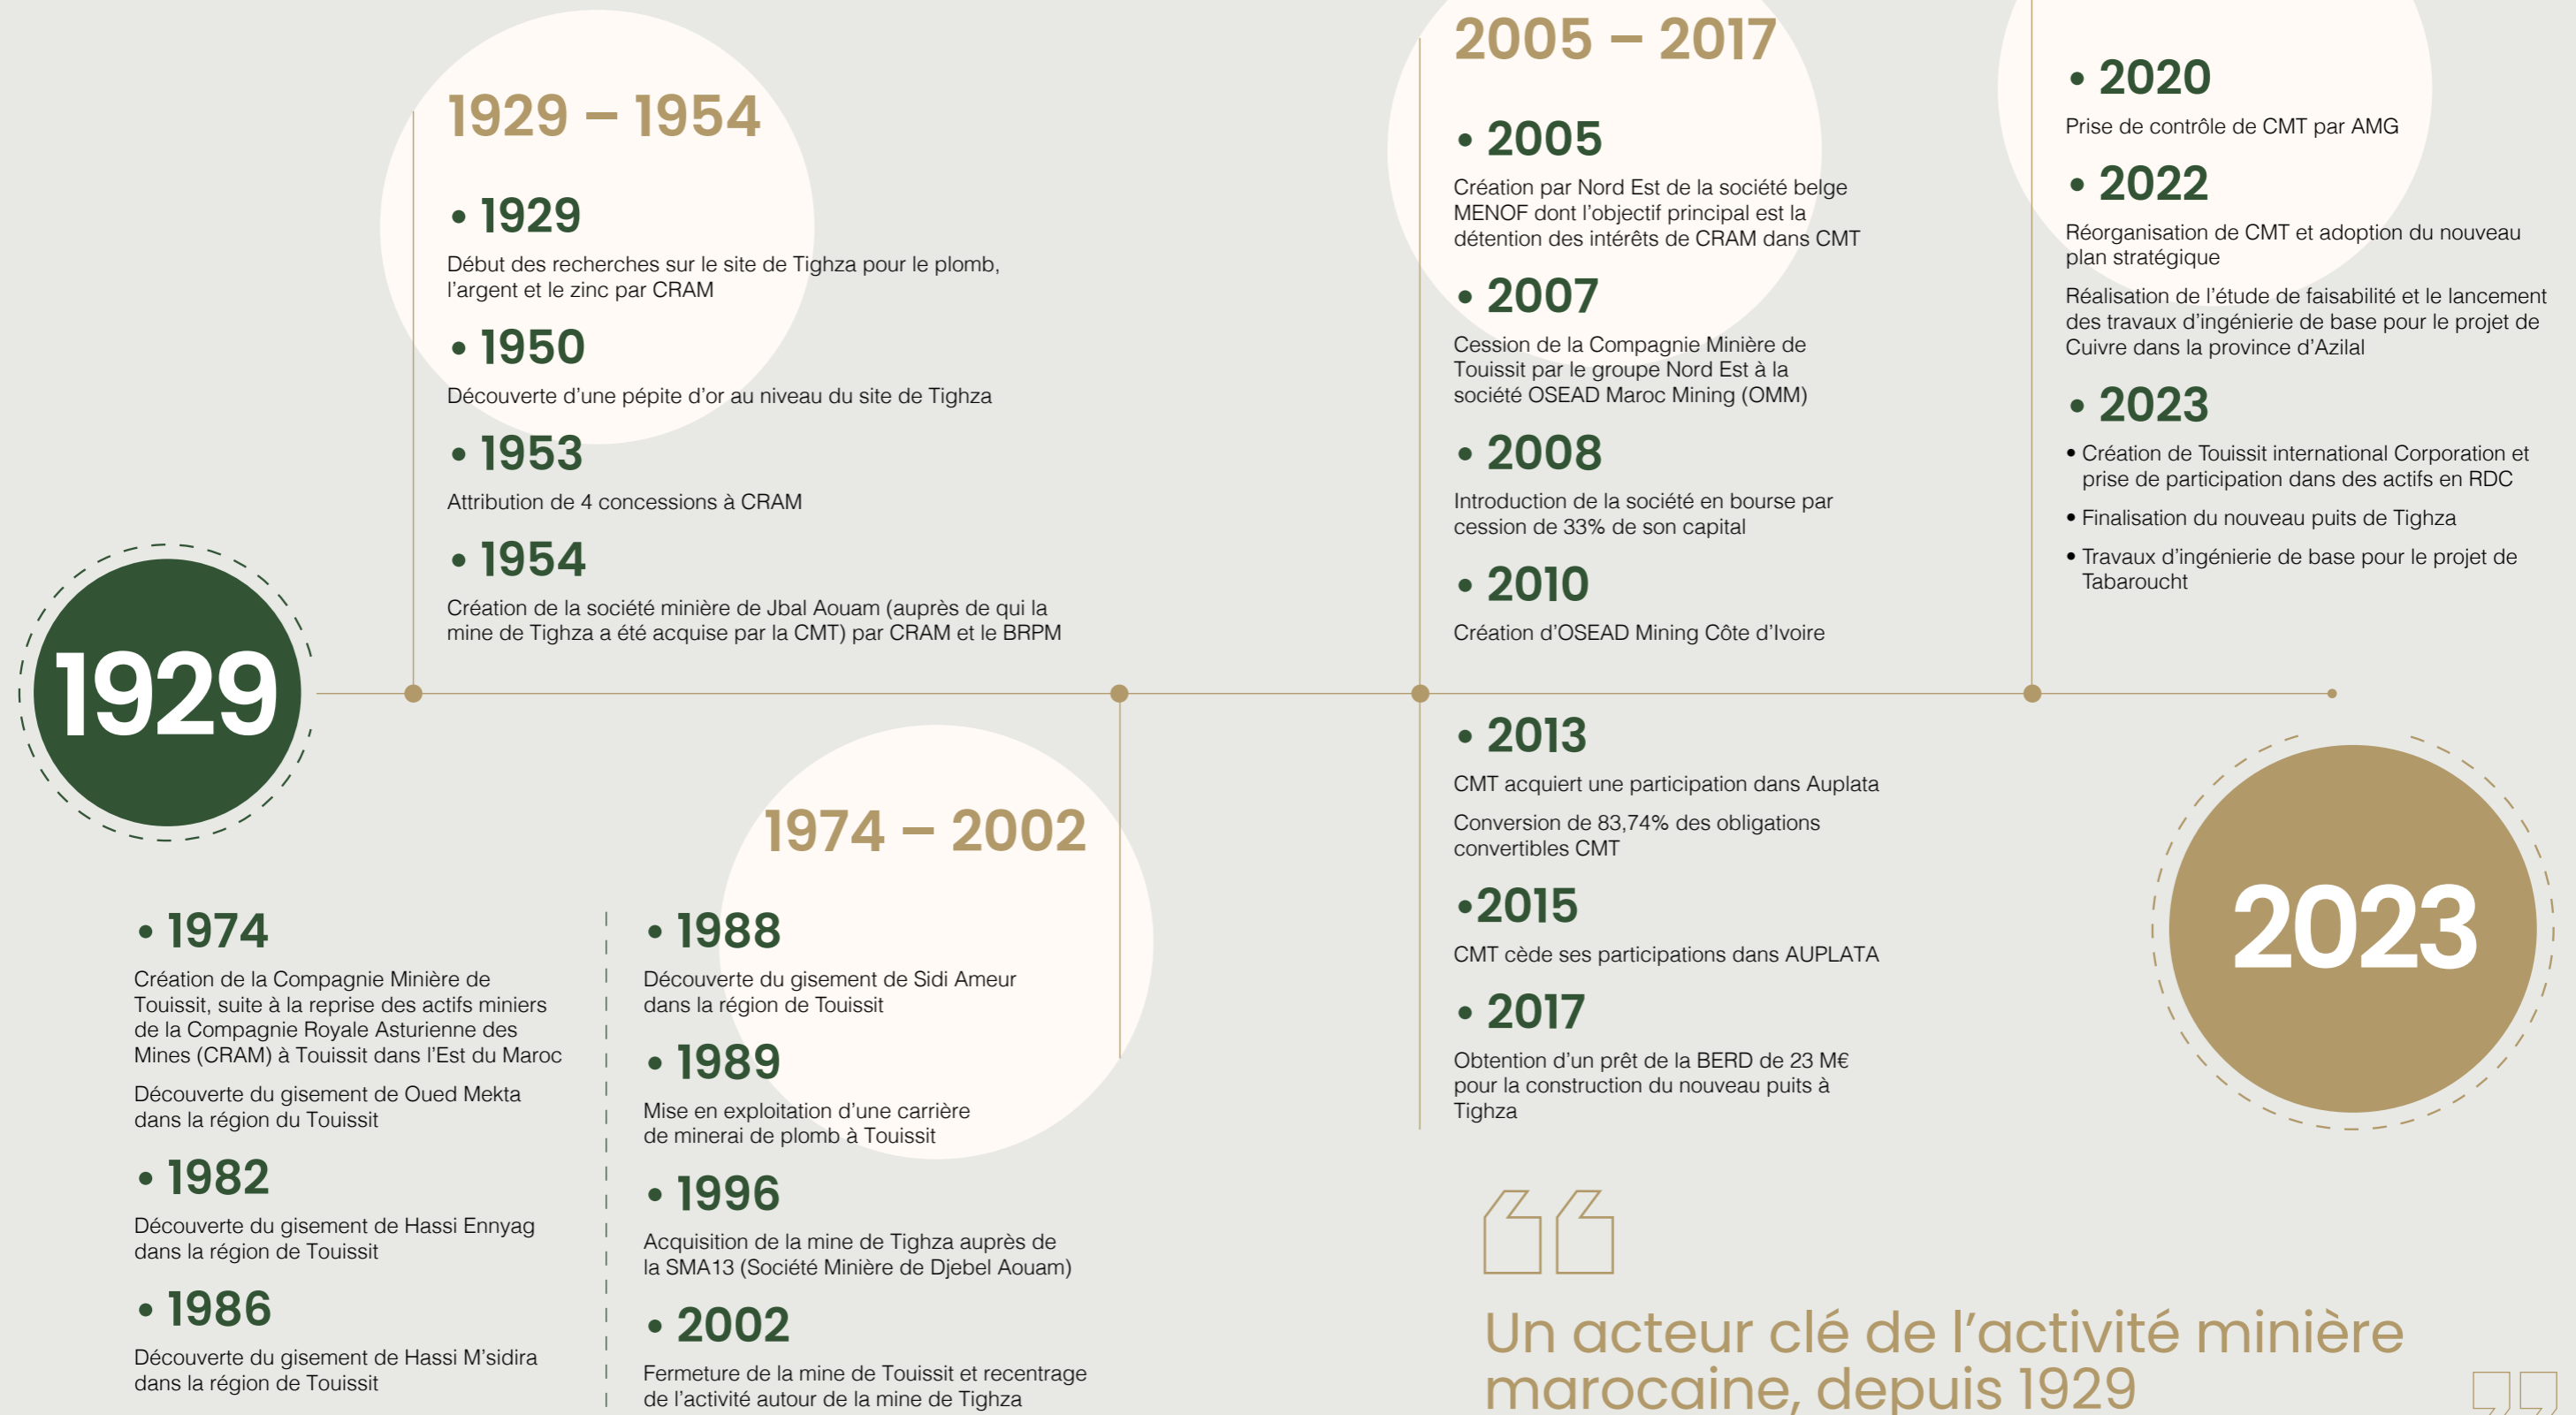 1929
1929 – 1954
• 1929
Début des recherches sur le site de Tighza pour le plomb,
l’argent et le zinc par CRAM
• 1950
Découverte d’une pépite d’or au niveau du site de Tighza
• 1953
Attribution de 4 concessions à CRAM
• 1954
Création de la société minière de Jbal Aouam (auprès de qui la
mine de Tighza a été acquise par la CMT) par CRAM et le BRPM
1974 – 2002
• 1974
Création de la Compagnie Minière de
Touissit, suite à la reprise des actifs miniers
de la Compagnie Royale Asturienne des
Mines (CRAM) à Touissit dans l’Est du Maroc
Découverte du gisement de Oued Mekta
dans la région du Touissit
• 1982
Découverte du gisement de Hassi Ennyag
dans la région de Touissit
• 1986
Découverte du gisement de Hassi M’sidira
dans la région de Touissit
• 1988
Découverte du gisement de Sidi Ameur
dans la région de Touissit
• 1989
Mise en exploitation d’une carrière
de minerai de plomb à Touissit
• 1996
Acquisition de la mine de Tighza auprès de
la SMA13 (Société Minière de Djebel Aouam)
• 2002
Fermeture de la mine de Touissit et recentrage
de l’activité autour de la mine de Tighza
2005 – 2017
• 2005
Création par Nord Est de la société belge
MENOF dont l’objectif principal est la
détention des intérêts de CRAM dans CMT
• 2007
Cession de la Compagnie Minière de
Touissit par le groupe Nord Est à la
société OSEAD Maroc Mining (OMM)
• 2008
Introduction de la société en bourse par
cession de 33% de son capital
• 2010
Création d’OSEAD Mining Côte d’Ivoire
• 2013
CMT acquiert une participation dans Auplata
Conversion de 83,74% des obligations
convertibles CMT
•2015
CMT cède ses participations dans AUPLATA
• 2017
Obtention d’un prêt de la BERD de 23 M€
pour la construction du nouveau puits à
Tighza
• 2020
Prise de contrôle de CMT par AMG
• 2022
Réorganisation de CMT et adoption du nouveau
plan stratégique
Réalisation de l’étude de faisabilité et le lancement
des travaux d’ingénierie de base pour le projet de
Cuivre dans la province d’Azilal
• 2023
• Création de Touissit international Corporation et
prise de participation dans des actifs en RDC
• Finalisation du nouveau puits de Tighza
• Travaux d’ingénierie de base pour le projet de
Tabaroucht
2023
“
Un acteur clé de l’activité minière
marocaine, depuis 1929
”